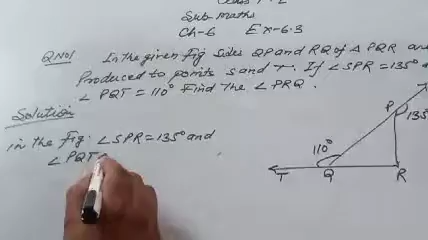 Sub-maths
Ch-6 Ex-6.3
Q.No1 In the given Fig Sides QP and RQ of Δ PQR are
Produced to points S and T. If ∠SPR = 135° a
∠ PQT = 110° Find the ∠ PRQ.
Solution
In the Fig. ∠SPR = 135° and
∠ PQT
P
135°
110°
T Q R